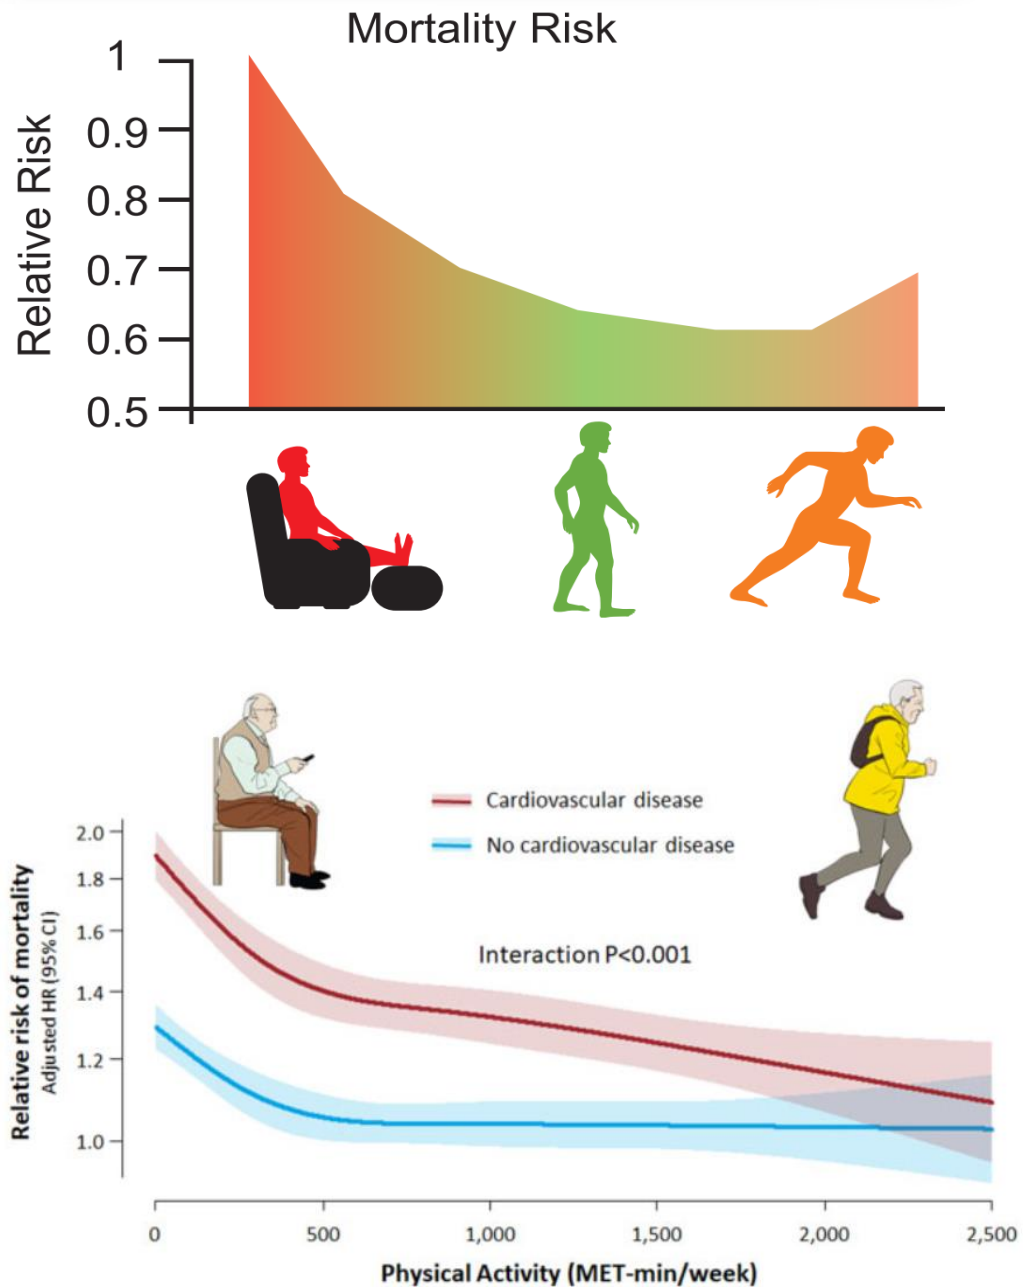 Mortality Risk
Relative Risk
1
0.9
0.8
0.7
0.6
0.5
Cardiovascular disease
No cardiovascular disease
Interaction P<0.001
Relative risk of mortality
Adjusted HR (95% CI)
2.0
1.8
1.6
1.4
1.2
1.0
0 500 1,000 1,500 2,000 2,500
Physical Activity (MET-min/week)